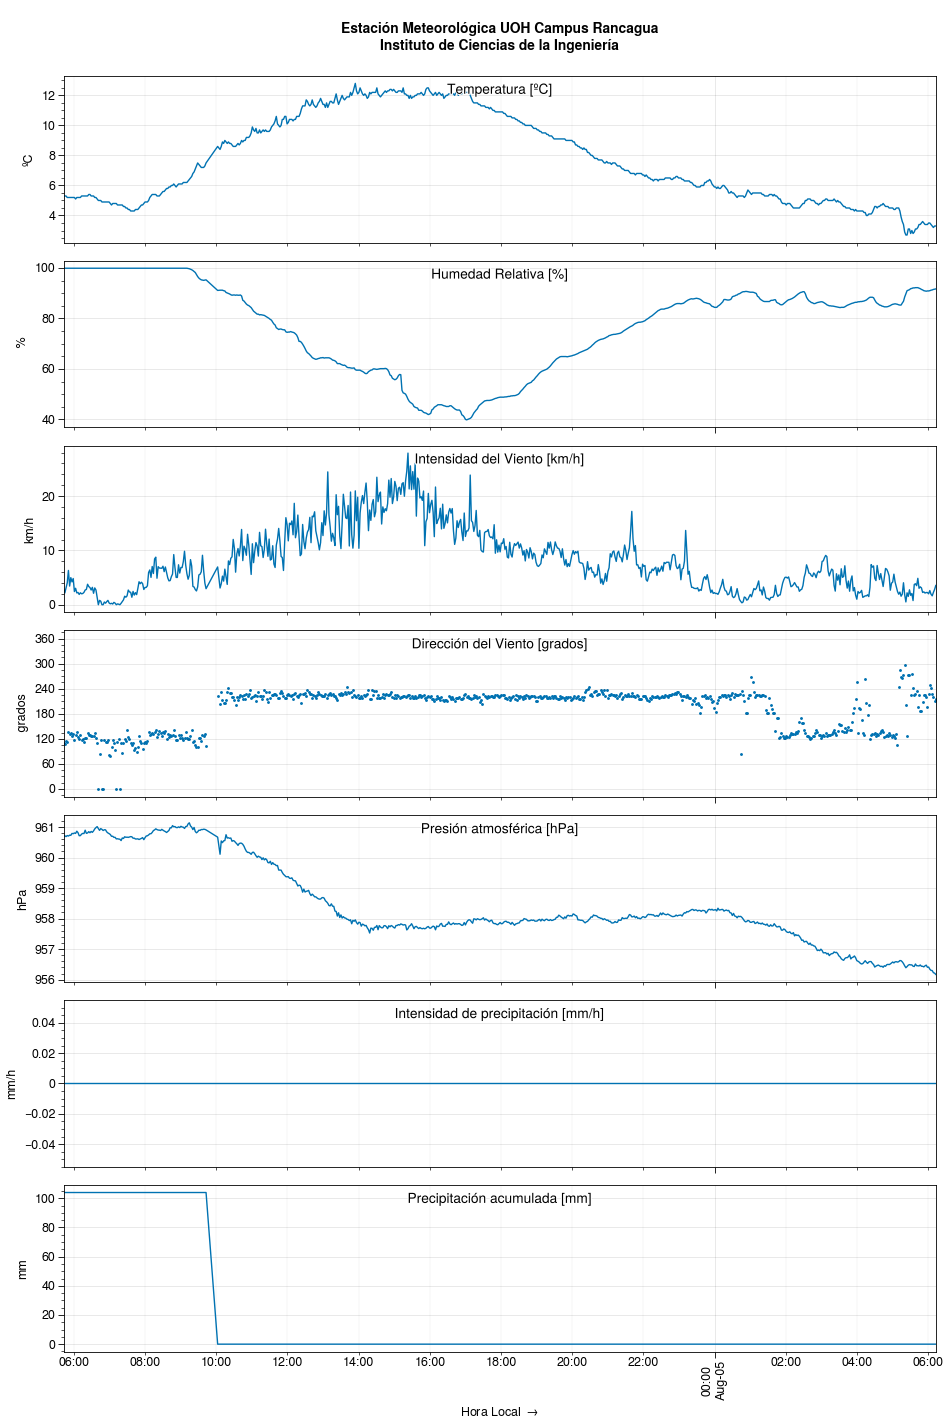 Estación Meteorológica UOH Campus Rancagua
Instituto de Ciencias de la Ingeniería
Temperatura [ºC]
ºC
12
10
8
6
4
Humedad Relativa [%]
%
100
80
60
40
Intensidad del Viento [km/h]
km/h
20
10
0
Dirección del Viento [grados]
grados
360
300
240
180
120
60
0
Presión atmosférica [hPa]
hPa
961
960
959
958
957
956
Intensidad de precipitación [mm/h]
mm/h
0.04
0.02
0
−0.02
−0.04
Precipitación acumulada [mm]
mm
100
80
60
40
20
0
06:00 08:00 10:00 12:00 14:00 16:00 18:00 20:00 22:00 00:00 02:00 04:00 06:00
Aug-05
Hora Local →